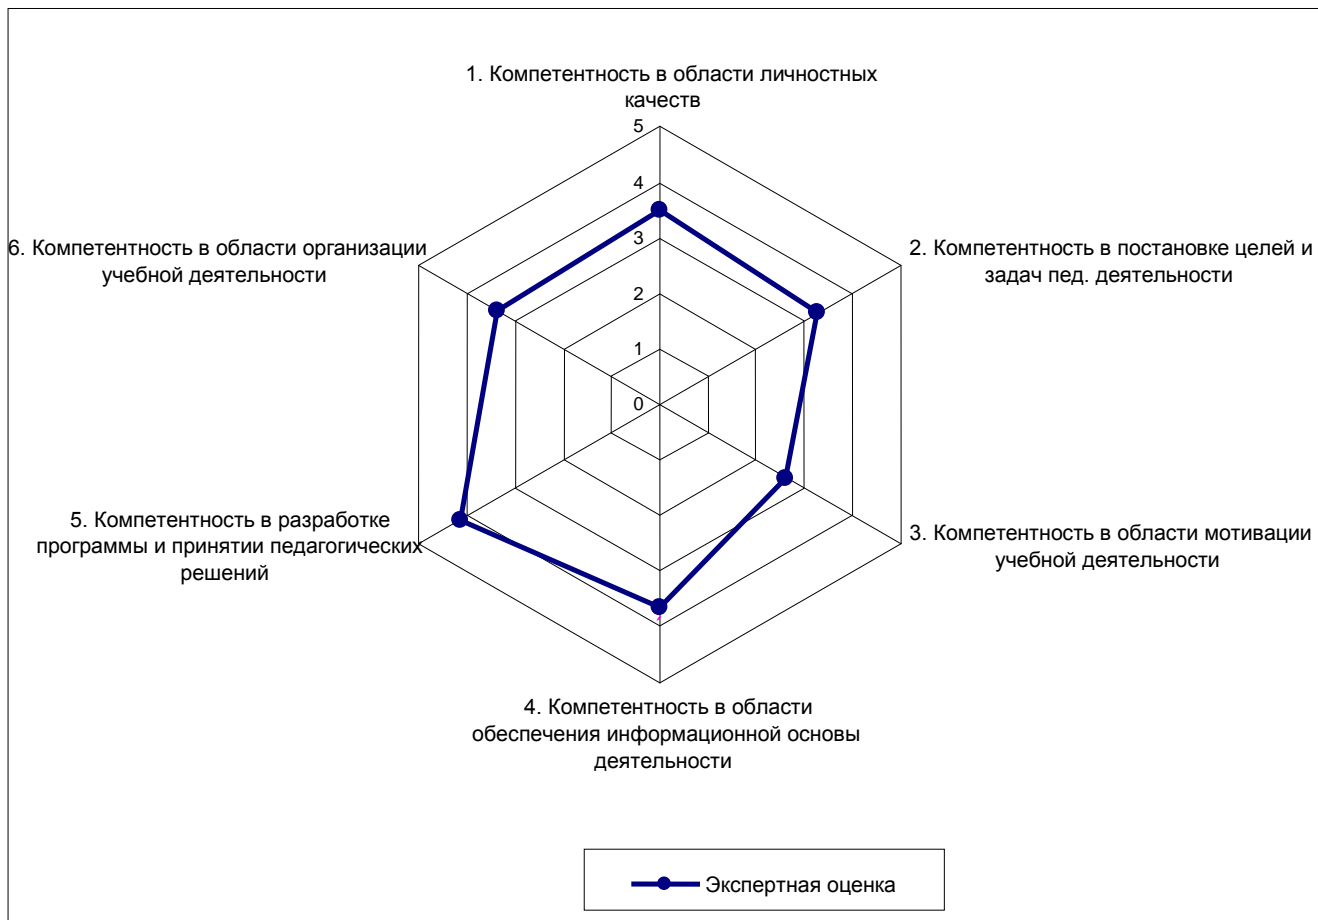 1. Компетентность в области личностных
качеств
5
4
3
2
1
0
2. Компетентность в постановке целей и
задач пед. деятельности
3. Компетентность в области мотивации
учебной деятельности
4. Компетентность в области
обеспечения информационной основы
деятельности
5. Компетентность в разработке
программы и принятии педагогических
решений
6. Компетентность в области организации
учебной деятельности
Экспертная оценка